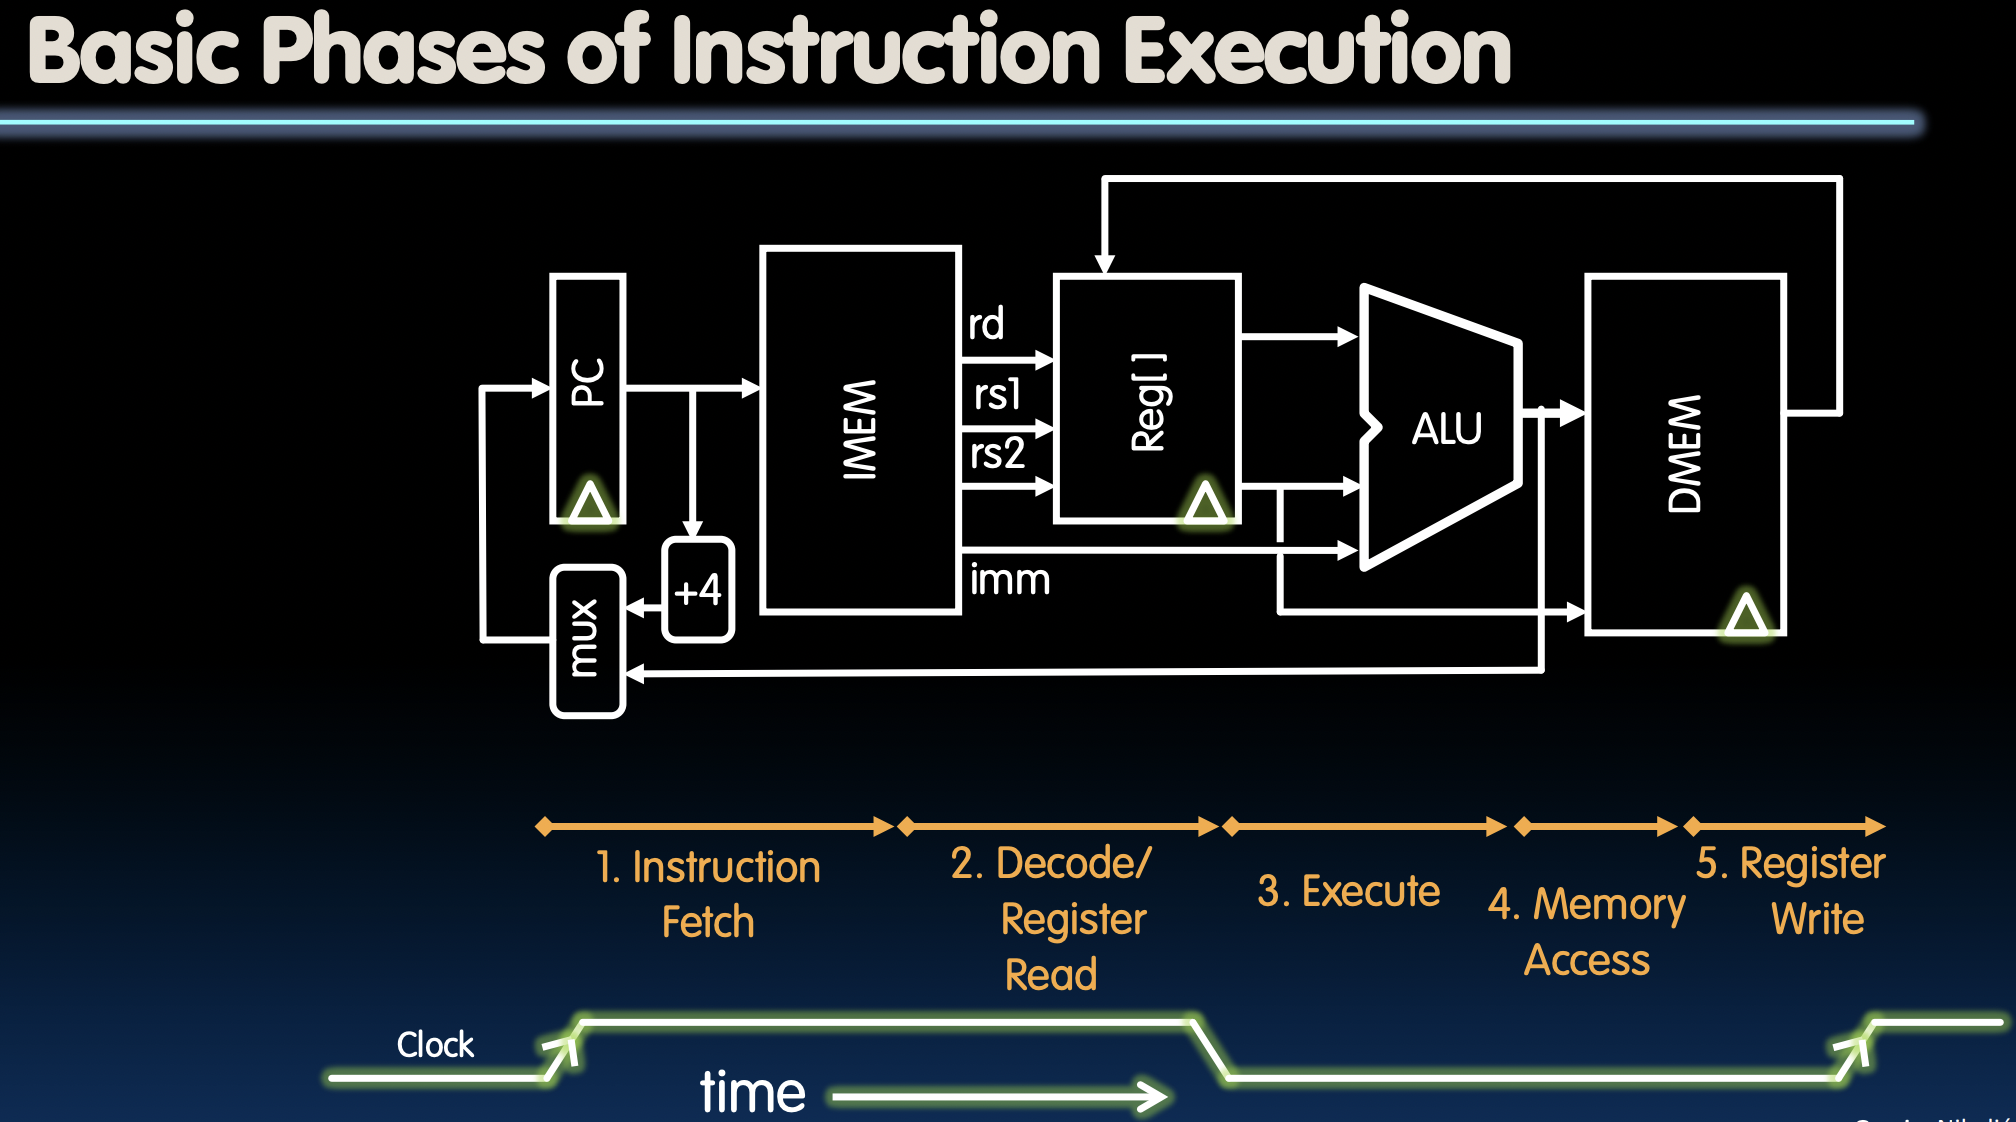 Basic Phases of Instruction Execution
PC
+4
mux
IMEM
rd
rs1
rs2
imm
Reg[ ]
ALU
DMEM
1. Instruction
Fetch
2. Decode/
Register
Read
3. Execute
4. Memory
Access
5. Register
Write
Clock
time